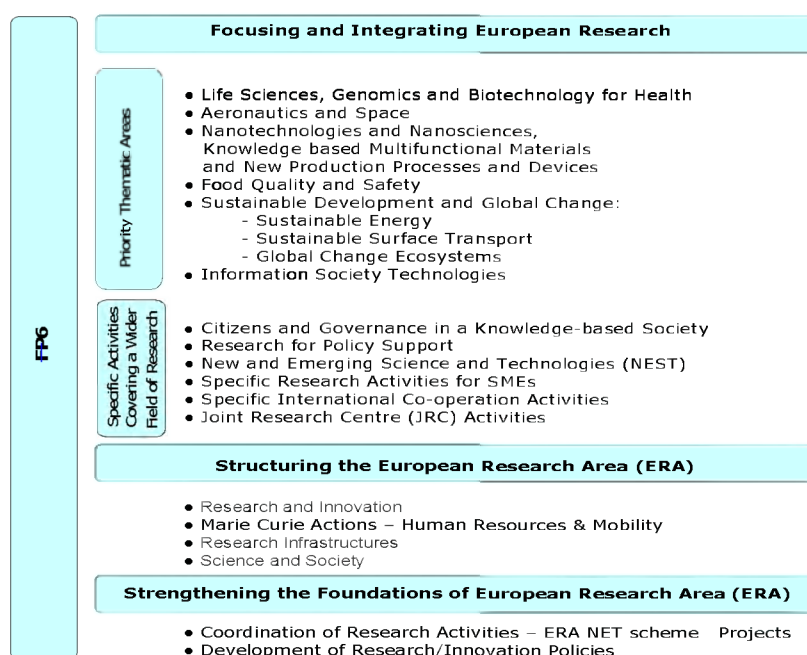 FP6
Focusing and Integrating European Research
Priority Thematic Areas
● Life Sciences, Genomics and Biotechnology for Health
● Aeronautics and Space
● Nanotechnologies and Nanosciences,
Knowledge based Multifunctional Materials
and New Production Processes and Devices
● Food Quality and Safety
● Sustainable Development and Global Change:
- Sustainable Energy
- Sustainable Surface Transport
- Global Change Ecosystems
● Information Society Technologies
Specific Activities
Covering a Wider
Field of Research
● Citizens and Governance in a Knowledge-based Society
● Research for Policy Support
● New and Emerging Science and Technologies (NEST)
● Specific Research Activities for SMEs
● Specific International Co-operation Activities
● Joint Research Centre (JRC) Activities
Structuring the European Research Area (ERA)
● Research and Innovation
● Marie Curie Actions – Human Resources & Mobility
● Research Infrastructures
● Science and Society
Strengthening the Foundations of European Research Area (ERA)
● Coordination of Research Activities – ERA NET scheme Projects
● Development of Research/Innovation Policies